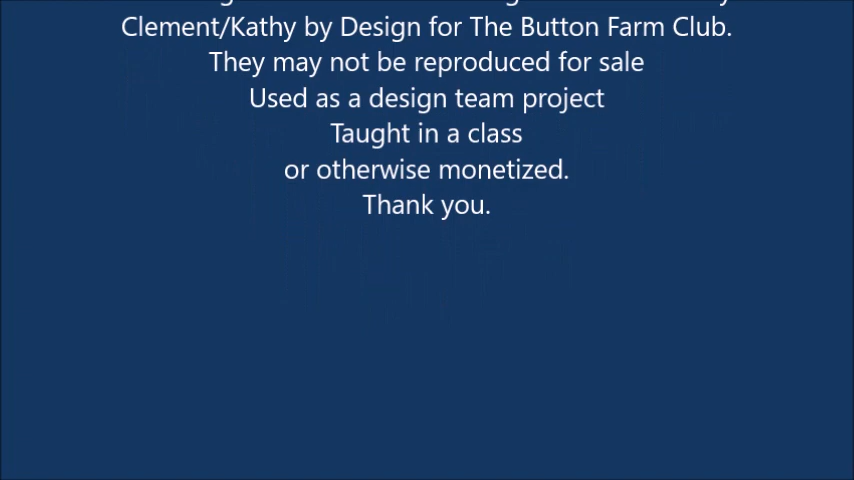 Clement/Kathy by Design for The Button Farm Club.
They may not be reproduced for sale
Used as a design team project
Taught in a class
or otherwise monetized.
Thank you.